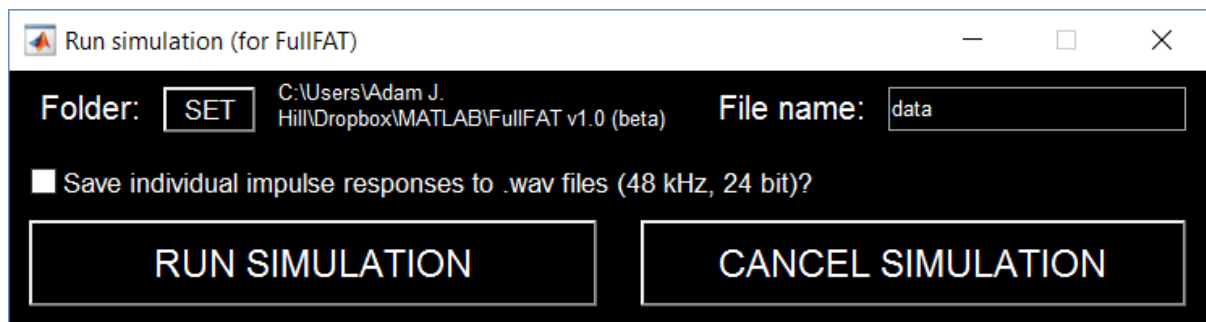 Run simulation (for FullFAT)
Folder: SET C:\Users\Adam J.
Hill\Dropbox\MATLAB\FullFAT v1.0 (beta) File name: data
Save individual impulse responses to .wav files (48 kHz, 24 bit)?
RUN SIMULATION CANCEL SIMULATION